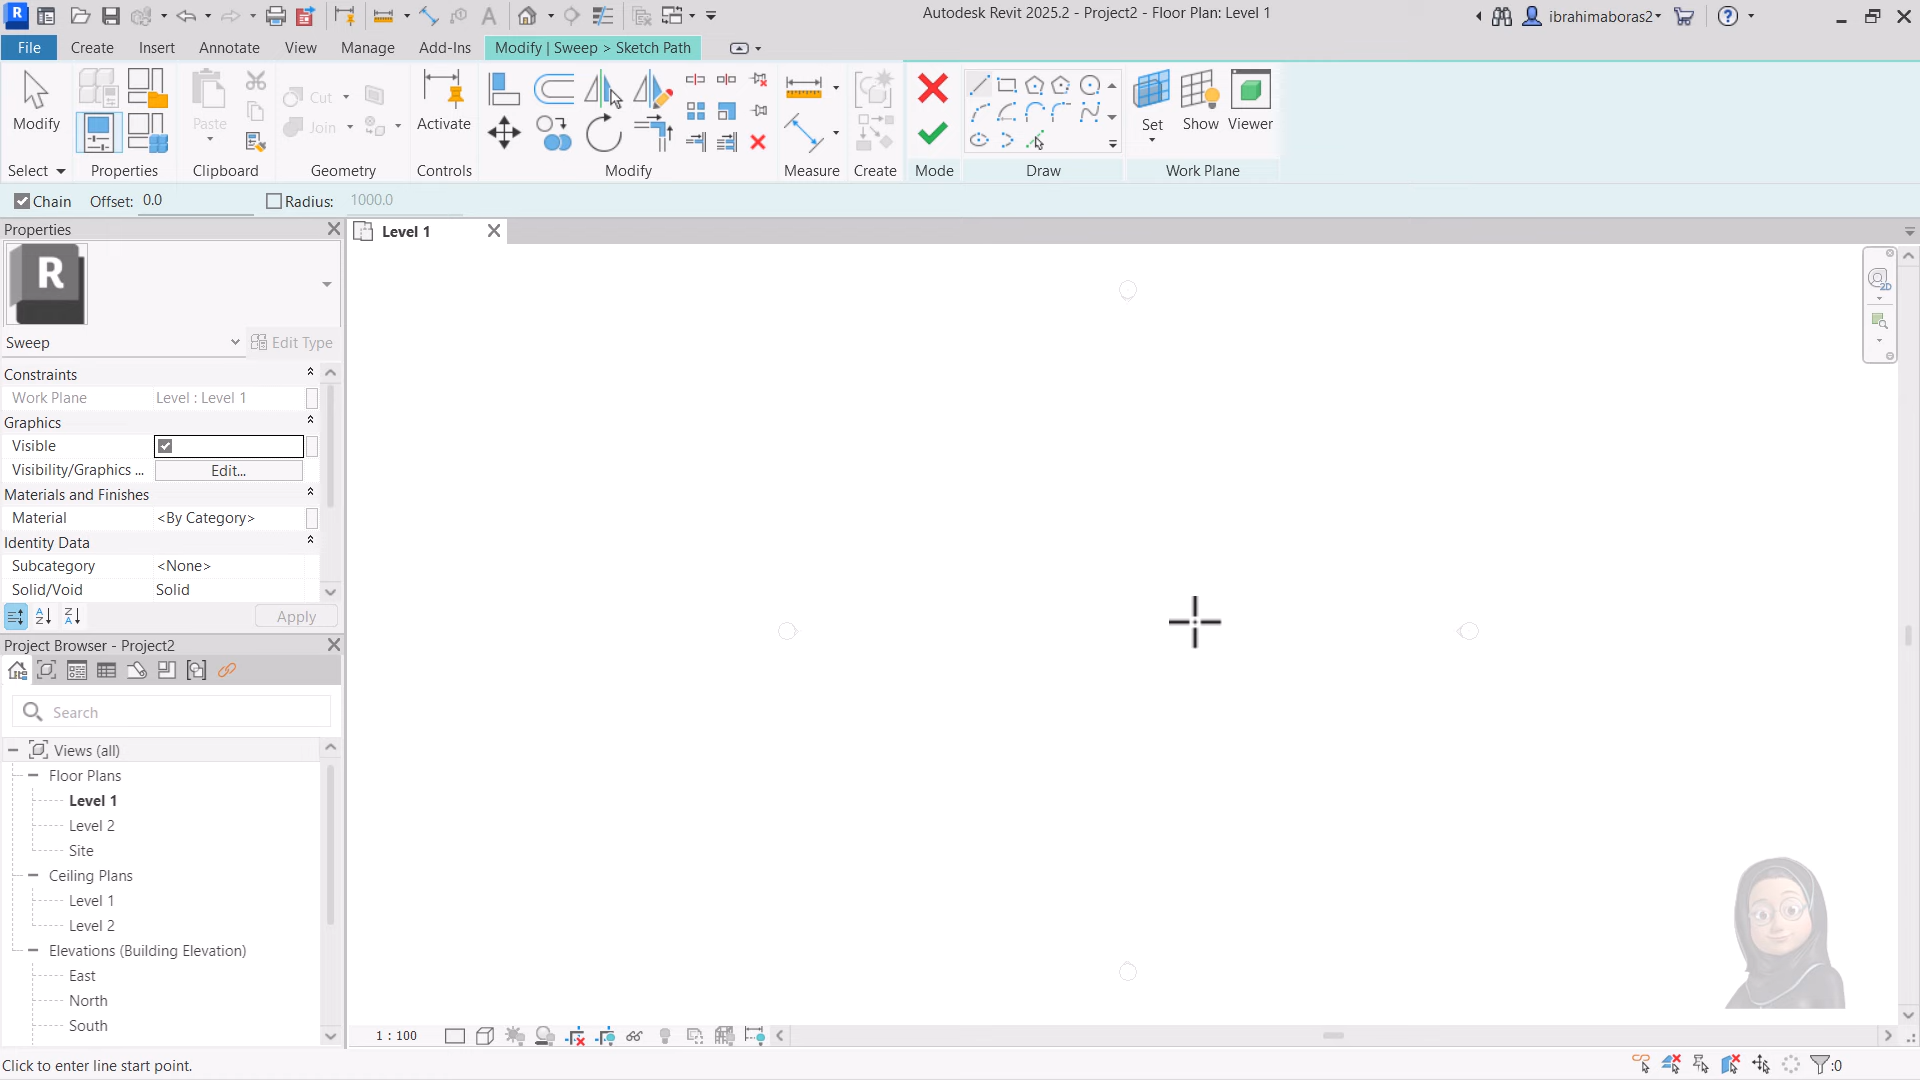 Autodesk Revit 2025.2 - Project2 - Floor Plan: Level 1
ibrahimaboras2
File Create Insert Annotate View Manage Add-Ins Modify | Sweep > Sketch Path
Modify Paste Cut Join Activate Set Show Viewer
Select Properties Clipboard Geometry Controls Modify Measure Create Mode Draw Work Plane
Chain Offset: 0.0 Radius: 1000.0
Properties
Level 1
R
Sweep Edit Type
Constraints
Work Plane Level : Level 1
Graphics
Visible
Visibility/Graphics ... Edit...
Materials and Finishes
Material <By Category>
Identity Data
Subcategory <None>
Solid/Void Solid
Apply
Project Browser - Project2
Search
Views (all)
Floor Plans
Level 1
Level 2
Site
Ceiling Plans
Level 1
Level 2
Elevations (Building Elevation)
East
North
South
1 : 100
Click to enter line start point.
:0